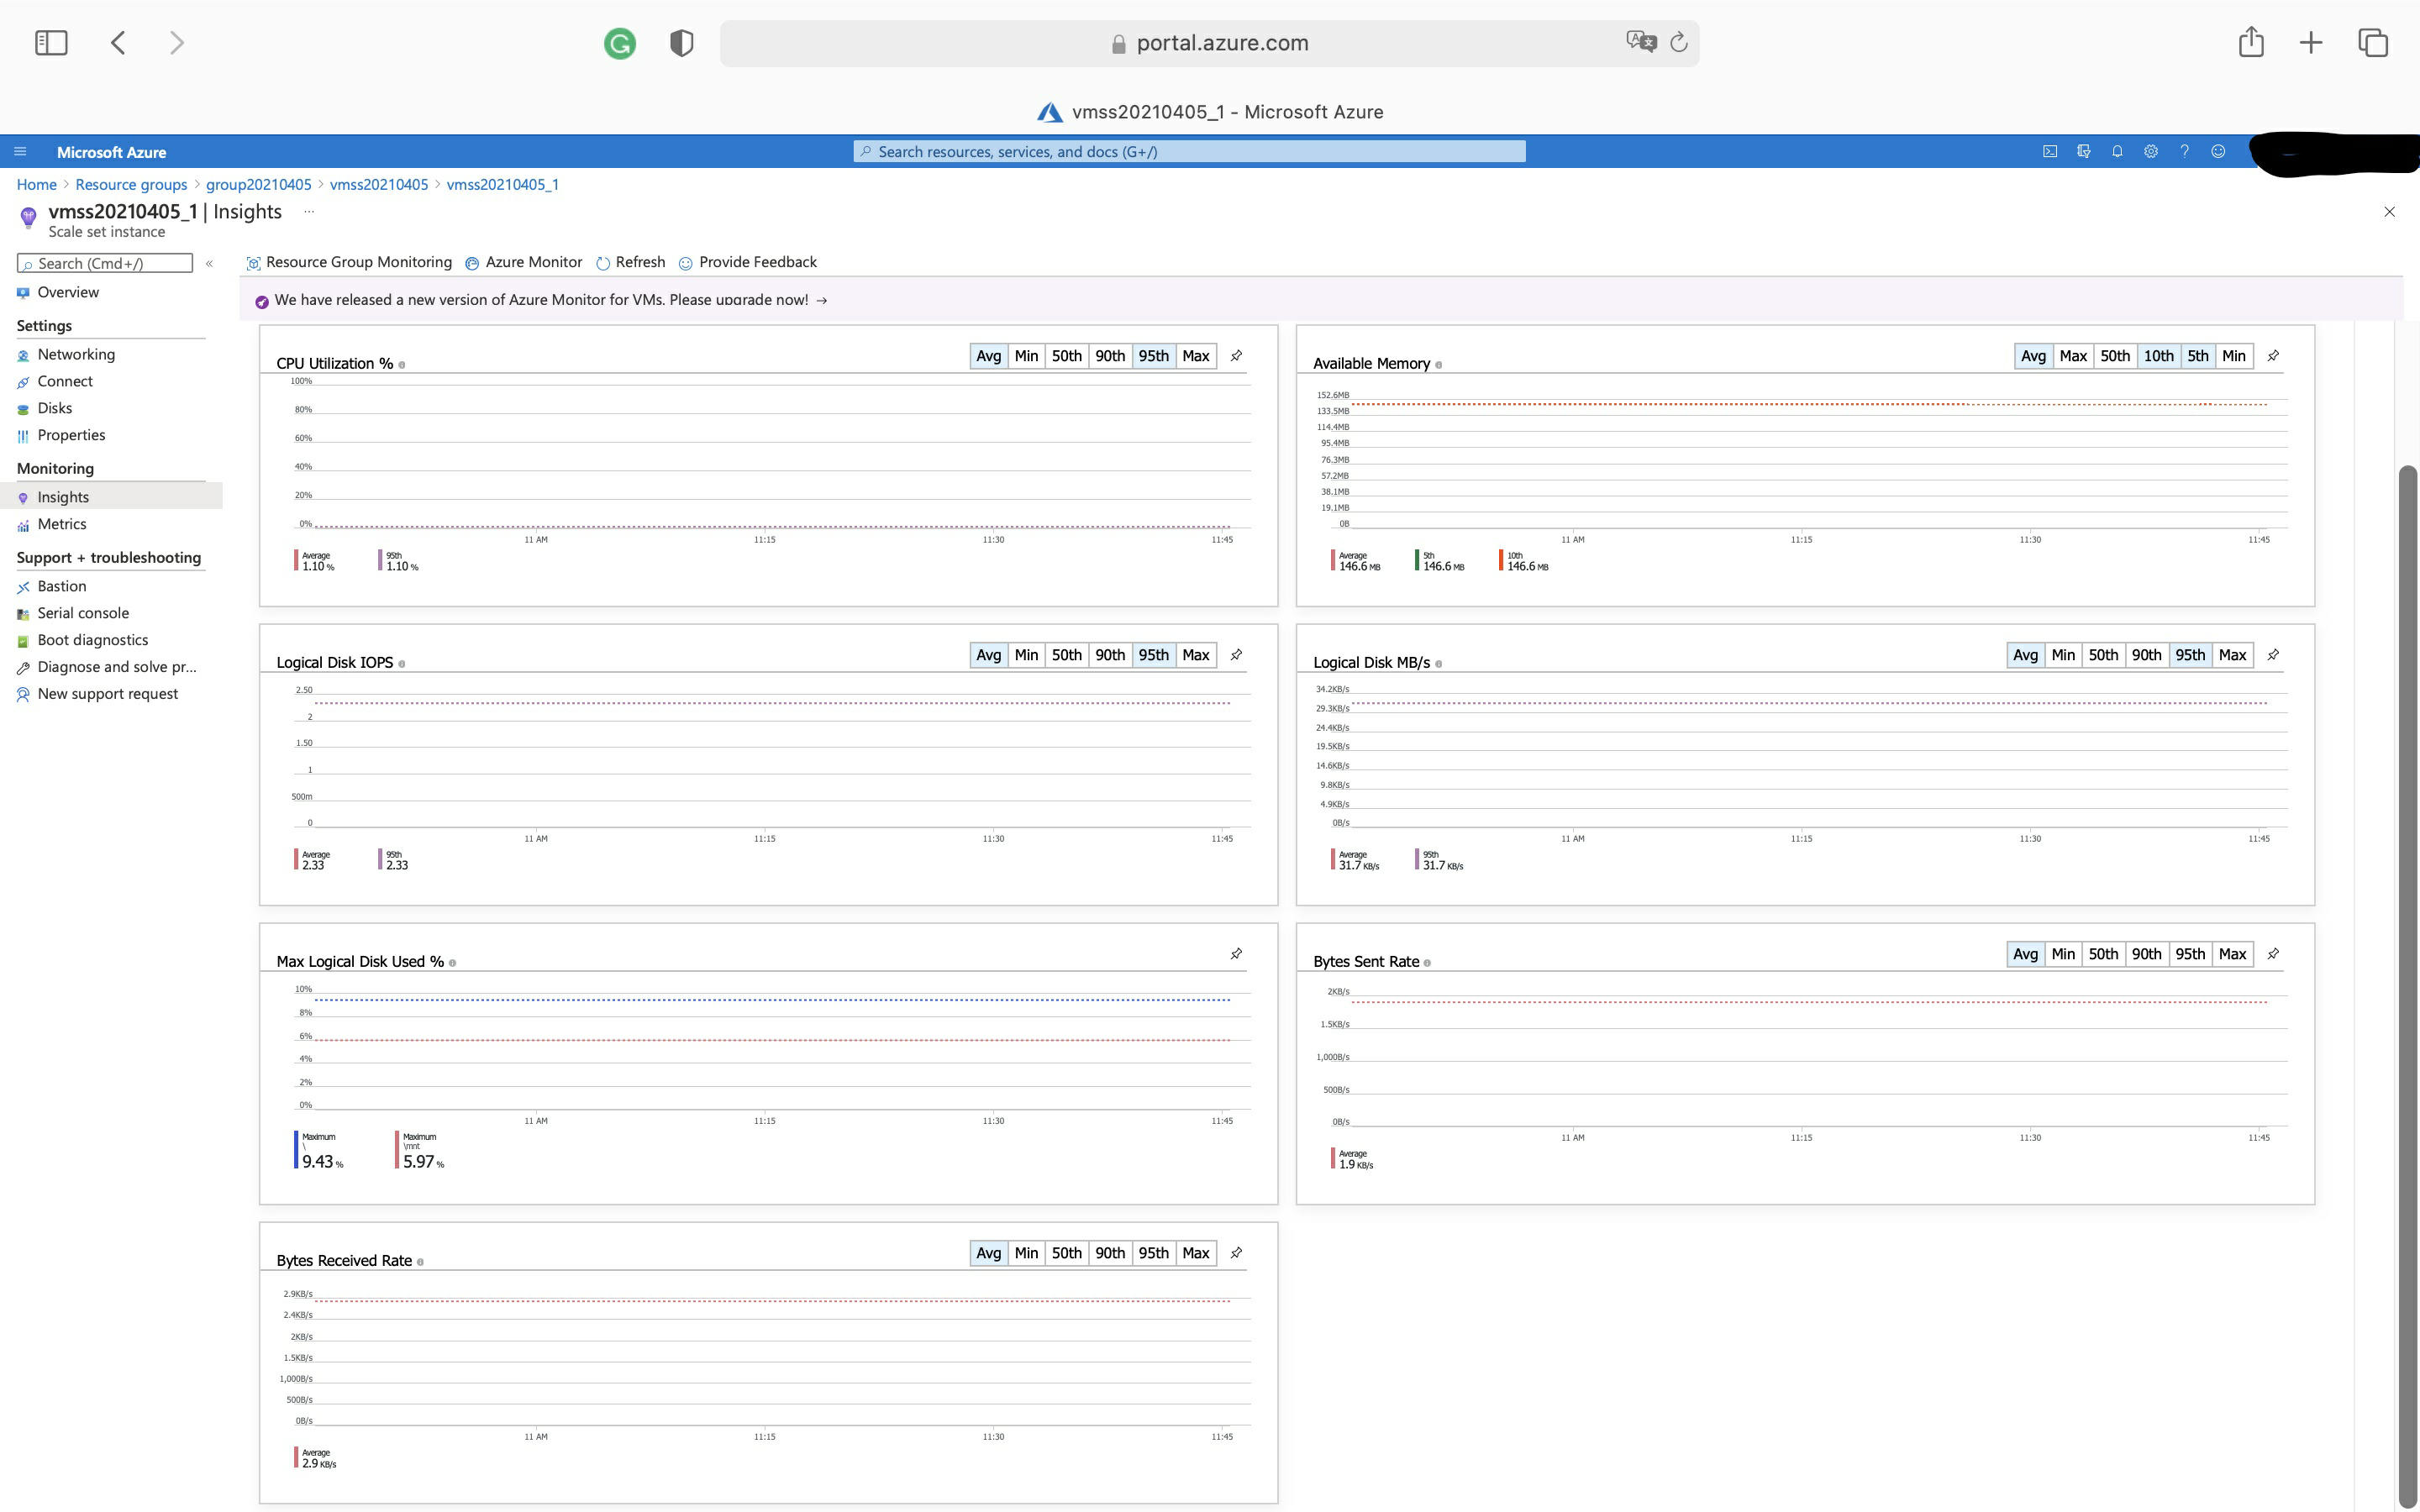 portal.azure.com
vmss20210405_1 - Microsoft Azure
Microsoft Azure
Search resources, services, and docs (G+/)
Home > Resource groups > group20210405 > vmss20210405 > vmss20210405_1
vmss20210405_1 | Insights ...
Scale set instance
Search (Cmd+/)
«
Overview
Settings
Networking
Connect
Disks
Properties
Monitoring
Insights
Metrics
Support + troubleshooting
Bastion
Serial console
Boot diagnostics
Diagnose and solve pr...
New support request
Resource Group Monitoring Azure Monitor Refresh Provide Feedback
We have released a new version of Azure Monitor for VMs. Please upgrade now! →
CPU Utilization %
Avg Min 50th 90th 95th Max
100%
80%
60%
40%
20%
0%
11 AM 11:15 11:30 11:45
Average 95th
1.10 % 1.10 %
Available Memory
Avg Max 50th 10th 5th Min
152.6MB
133.5MB
114.4MB
95.4MB
76.3MB
57.2MB
38.1MB
19.1MB
0B
11 AM 11:15 11:30 11:45
Average 5th 10th
146.6 MB 146.6 MB 146.6 MB
Logical Disk IOPS
Avg Min 50th 90th 95th Max
2.50
2
1.50
1
500m
0
11 AM 11:15 11:30 11:45
Average 95th
2.33 2.33
Logical Disk MB/s
Avg Min 50th 90th 95th Max
34.2KB/s
29.3KB/s
24.4KB/s
19.5KB/s
14.6KB/s
9.8KB/s
4.9KB/s
0B/s
11 AM 11:15 11:30 11:45
Average 95th
31.7 KB/s 31.7 KB/s
Max Logical Disk Used %
10%
8%
6%
4%
2%
0%
11 AM 11:15 11:30 11:45
Maximum Maximum
\ \mnt
9.43 % 5.97 %
Bytes Sent Rate
Avg Min 50th 90th 95th Max
2KB/s
1.5KB/s
1,000B/s
500B/s
0B/s
11 AM 11:15 11:30 11:45
Average
1.9 KB/s
Bytes Received Rate
Avg Min 50th 90th 95th Max
2.9KB/s
2.4KB/s
2KB/s
1.5KB/s
1,000B/s
500B/s
0B/s
11 AM 11:15 11:30 11:45
Average
2.9 KB/s